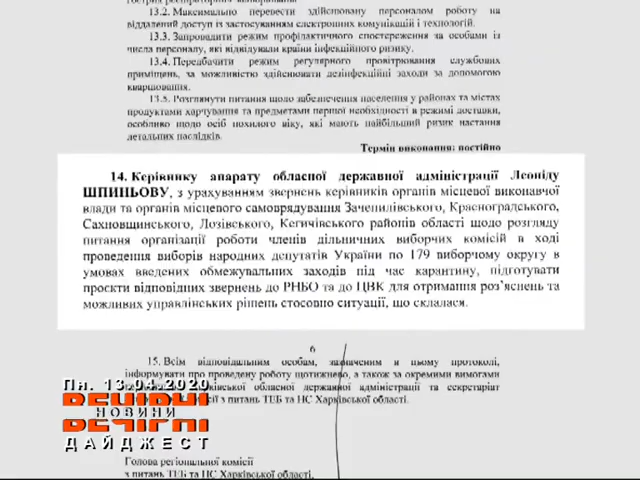 13.2. Максимально перевести здійснювану персоналом роботу на
віддалений доступ із застосуванням електронних комунікацій і технологій.
13.3. Запровадити режим профілактичного спостереження за особами із
числа персоналу, які відвідували країни інфекційного ризику.
13.4. Передбачити режим регулярного провітрювання службових
приміщень, за можливістю здійснювати дезінфекційні заходи за допомогою
кварцювання.
13.5. Розглянути питання щодо забезпечення населення у районах та містах
продуктами харчування та предметами першої необхідності в режимі доставки,
особливо щодо осіб похилого віку, які мають найбільший ризик настання
летальних наслідків.
Термін виконання: постійно
14. Керівнику апарату обласної державної адміністрації Леоніду
ШПИНЬОВУ, з урахуванням звернень керівників органів місцевої виконавчої
влади та органів місцевого самоврядування Зачепилівського, Красноградського,
Сахновщинського, Лозівського, Кегичівського районів області щодо розгляду
питання організації роботи членів дільничних виборчих комісій в ході
проведення виборів народних депутатів України по 179 виборчому округу в
умовах введених обмежувальних заходів під час карантину, підготувати
проєкти відповідних звернень до РНБО та до ЦВК для отримання роз’яснень та
можливих управлінських рішень стосовно ситуації, що склалася.
6
15. Всім відповідальним особам, зазначеним в цьому протоколі,
інформувати про проведену роботу щотижнево, а також за окремими вимогами
обласної державної адміністрації та секретаріат
з питань ТЕБ та НС Харківської області.
Пн. 13.04.2020
ВЕЧІРНІ
НОВИНИ
ДАЙДЖЕСТ
Голова регіональної комісії
з питань ТЕБ та НС Харківської області,